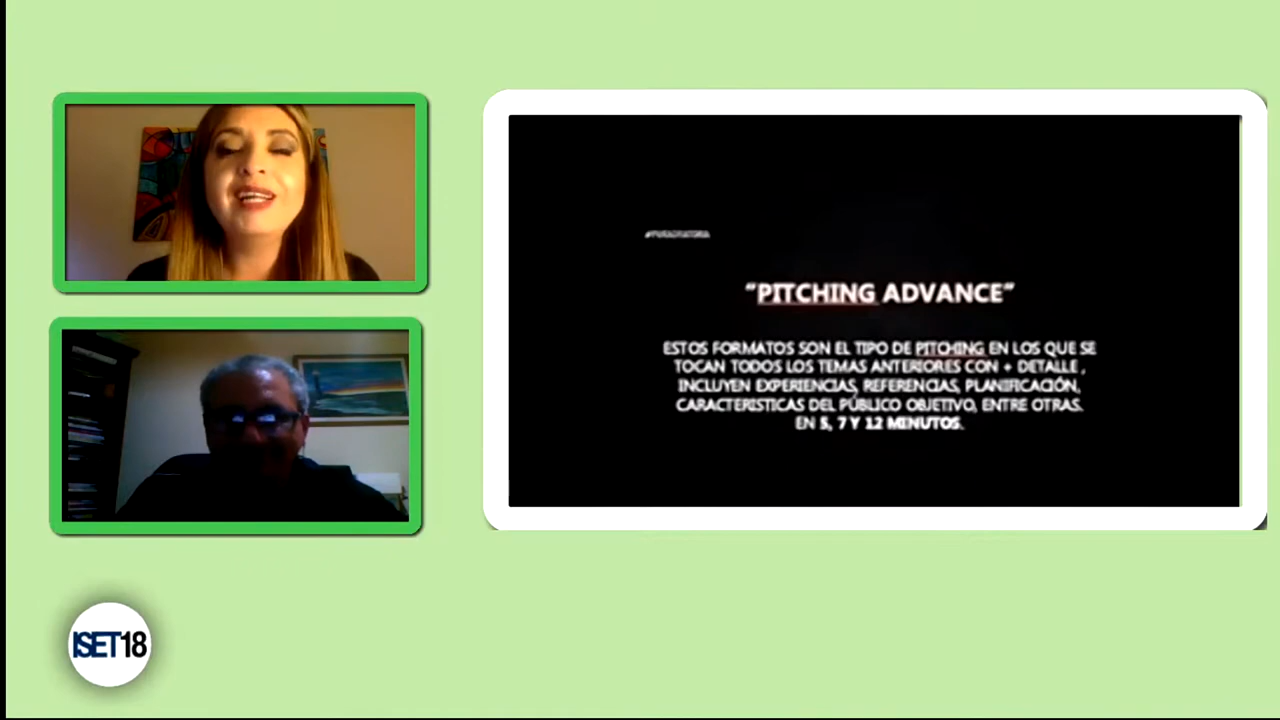 “PITCHING ADVANCE”
ESTOS FORMATOS SON EL TIPO DE PITCHING EN LOS QUE SE
TOCAN TODOS LOS TEMAS ANTERIORES CON + DETALLE ,
INCLUYEN EXPERIENCIAS, REFERENCIAS, PLANIFICACIÓN,
CARACTERISTICAS DEL PÚBLICO OBJETIVO, ENTRE OTRAS.
EN 5, 7 Y 12 MINUTOS.
ISET18